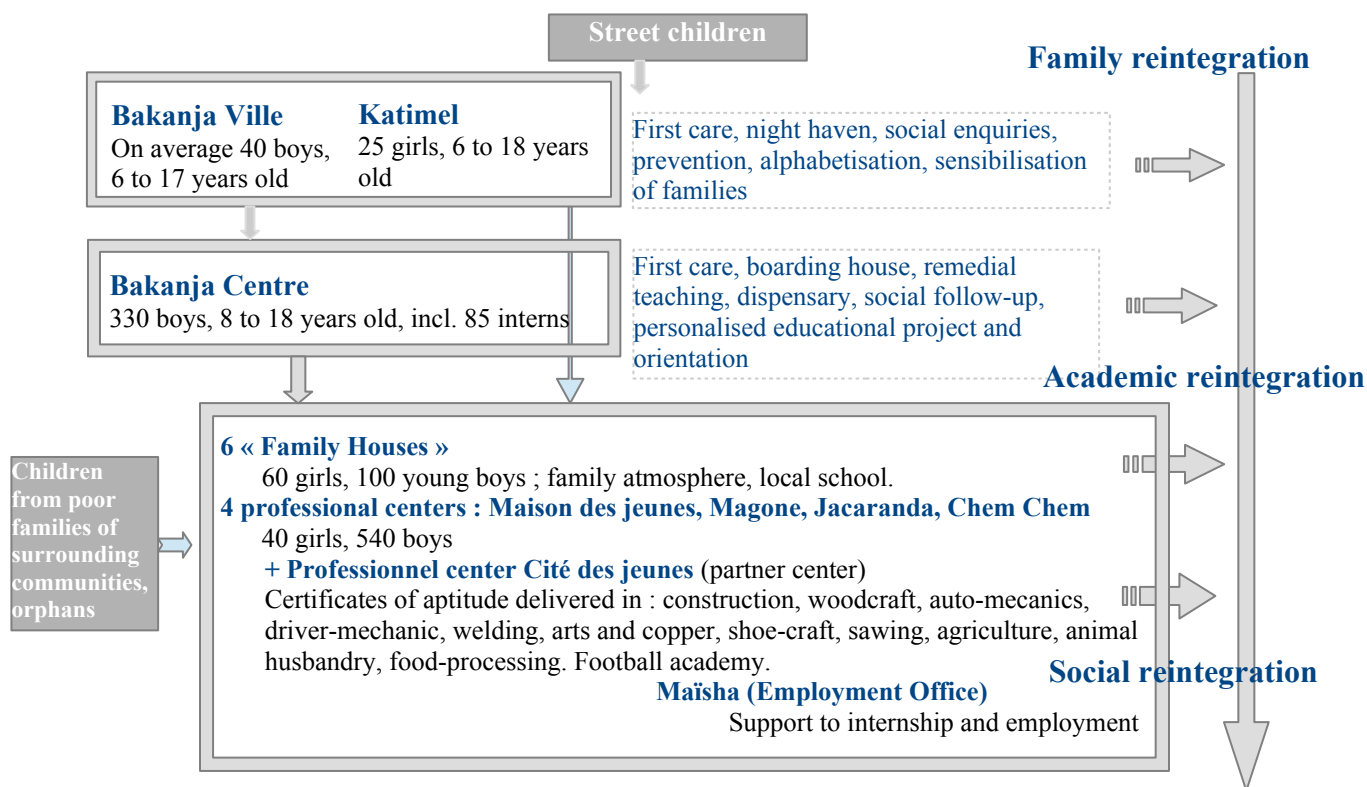 Street children
Family reintegration
Bakanja Ville
On average 40 boys,
6 to 17 years old
Katimel
25 girls, 6 to 18 years
old
First care, night haven, social enquiries,
prevention, alphabetisation, sensibilisation
of families
Bakanja Centre
330 boys, 8 to 18 years old, incl. 85 interns
First care, boarding house, remedial
teaching, dispensary, social follow-up,
personalised educational project and
orientation
Academic reintegration
Children
from poor
families of
surrounding
communities,
orphans
6 « Family Houses »
60 girls, 100 young boys ; family atmosphere, local school.
4 professional centers : Maison des jeunes, Magone, Jacaranda, Chem Chem
40 girls, 540 boys
+ Professionnel center Cité des jeunes (partner center)
Certificates of aptitude delivered in : construction, woodcraft, auto-mecanics,
driver-mechanic, welding, arts and copper, shoe-craft, sawing, agriculture, animal
husbandry, food-processing. Football academy.
Social reintegration
Maïsha (Employment Office)
Support to internship and employment